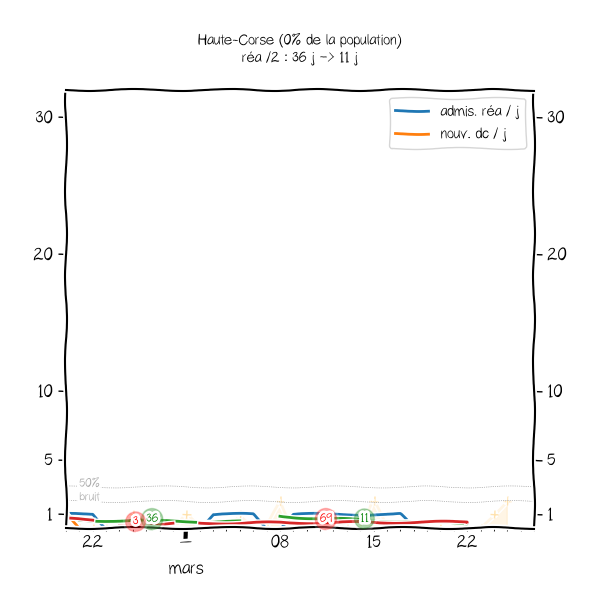 Haute-Corse (0% de la population)
réa /2 : 36 j -> 11 j
admis. réa / j
nouv. dc / j
30 30
20 20
10 10
5 5
50%
bruit
1 3 36 69 11 1
22 1 08 15 22
mars